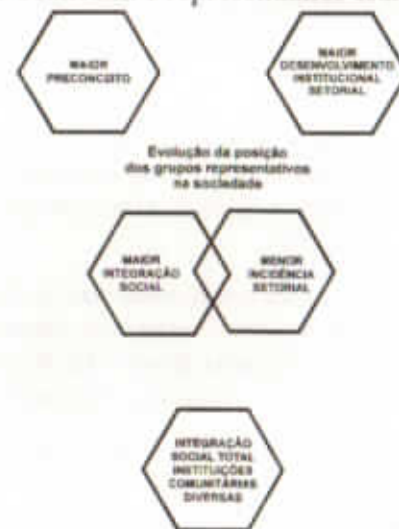 MAIOR
PRECONCEITO
MAIOR
DESENVOLVIMENTO
INSTITUCIONAL
SETORIAL
Evolução da posição
dos grupos representativos
na sociedade
MAIOR
INTEGRAÇÃO
SOCIAL
MENOR
INCIDÊNCIA
SETORIAL
INTEGRAÇÃO
SOCIAL TOTAL
INSTITUIÇÕES
COMUNITÁRIAS
DIVERSAS